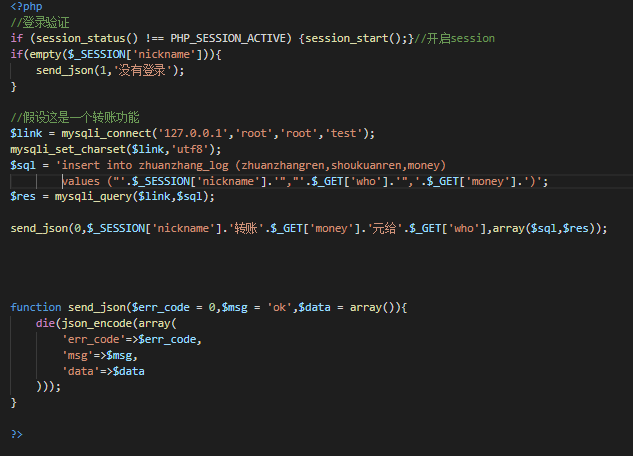 <?php
//登录验证
if (session_status() !== PHP_SESSION_ACTIVE) {session_start();}//开启session
if(empty($_SESSION['nickname'])){
    send_json(1,'没有登录');
}
//假设这是一个转账功能
$link = mysqli_connect('127.0.0.1','root','root','test');
mysqli_set_charset($link,'utf8');
$sql = 'insert into zhuanzhang_log (zhuanzhangren,shoukuanren,money)
        values ("'.$_SESSION['nickname'].'","'.$_GET['who'].'",'.$_GET['money'].')';
$res = mysqli_query($link,$sql);
send_json(0,$_SESSION['nickname'].'转账'.$_GET['money'].'元给'.$_GET['who'],array($sql,$res));
function send_json($err_code = 0,$msg = 'ok',$data = array()){
    die(json_encode(array(
        'err_code'=>$err_code,
        'msg'=>$msg,
        'data'=>$data
    )));
}
?>